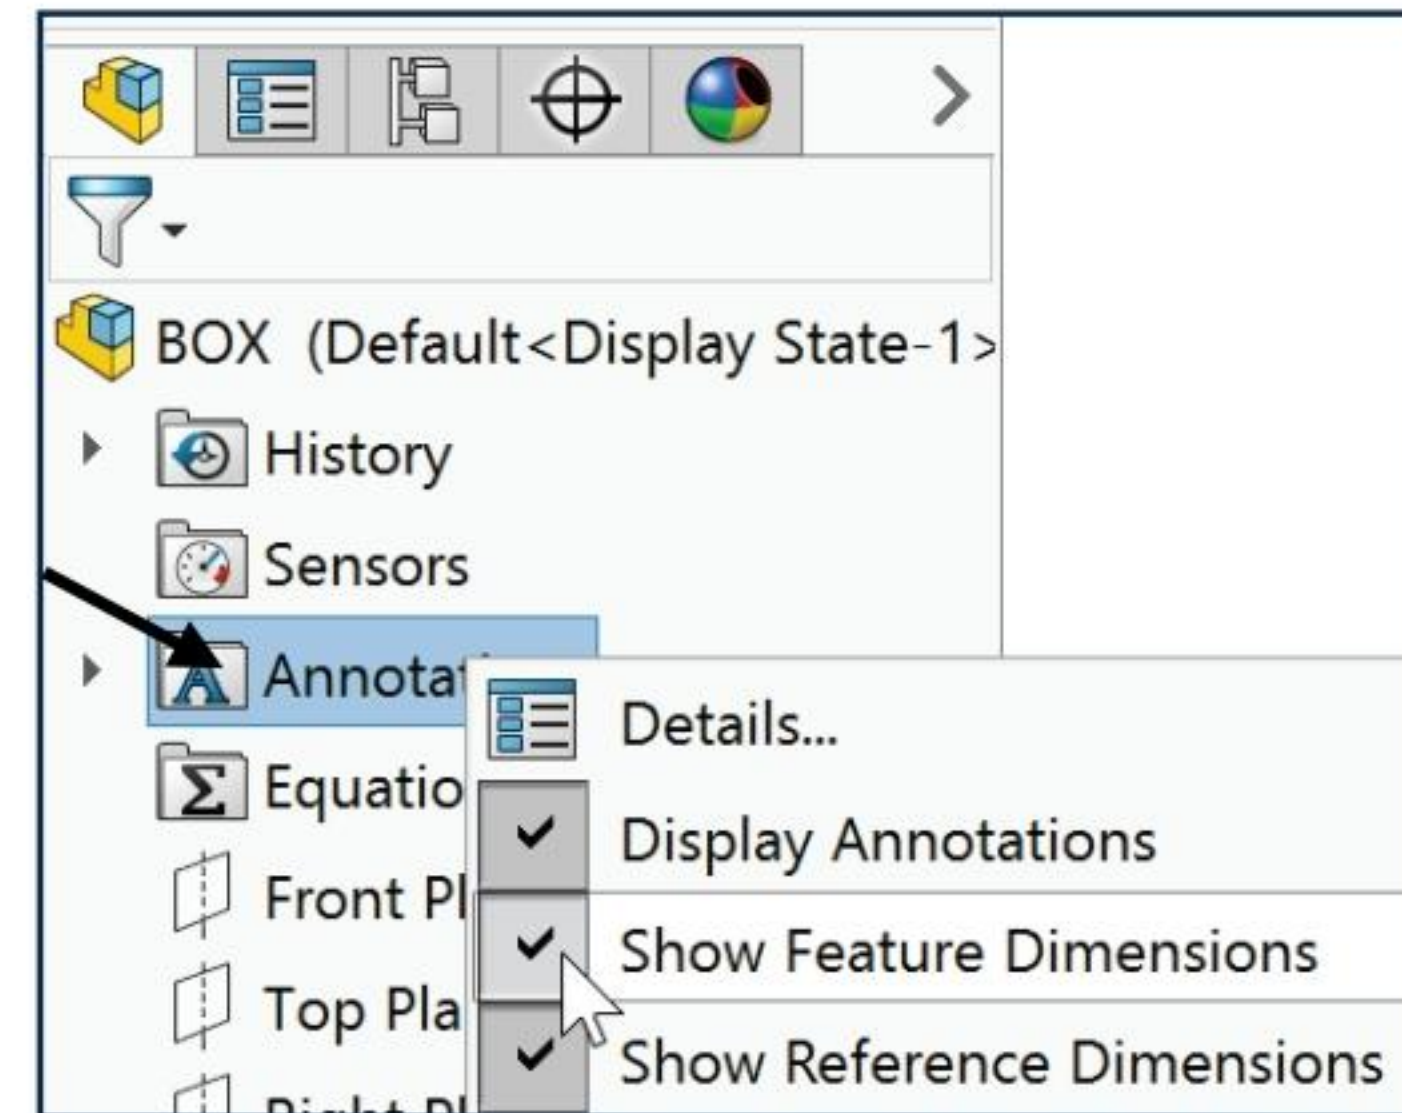 BOX (Default<Display State-1>
History
Sensors
Annotat
Details...
Equatio
Display Annotations
Front Pl
Show Feature Dimensions
Top Pla
Show Reference Dimensions